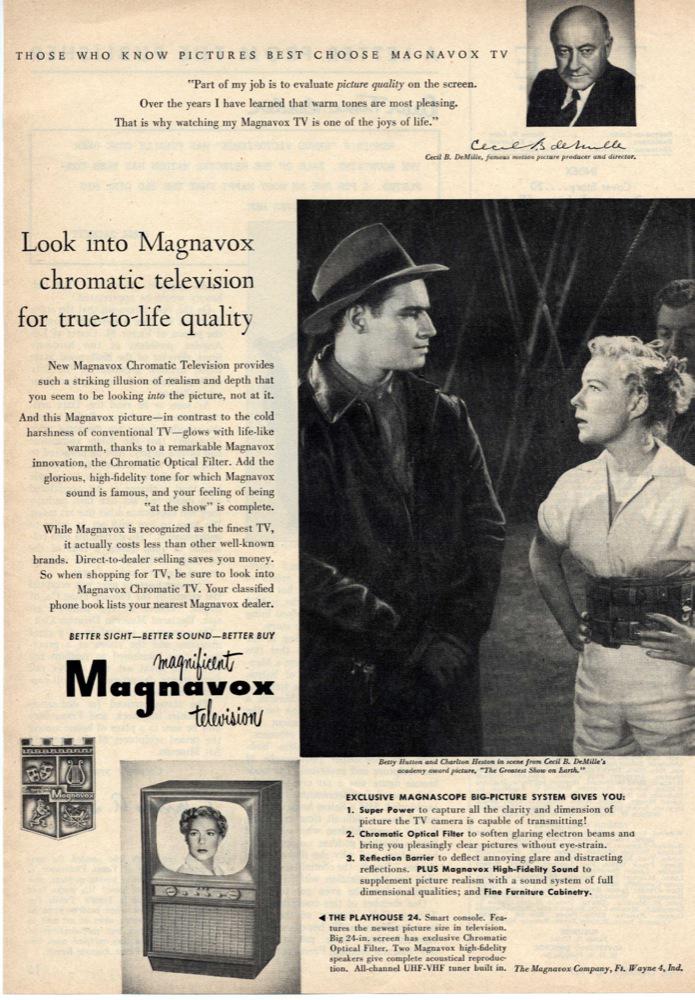 THOSE WHO KNOW PICTURES BEST CHOOSE MAGNAVOX TV
"Part of my job is to evaluate picture quality on the screen.
Over the years I have learned that warm tones are most pleasing.
That is why watching my Magnavox TV is one of the joys of life."
Cecil B. deMille
Cecil B. DeMille, famous motion picture producer and director.
Look into Magnavox
chromatic television
for true-to-life quality
New Magnavox Chromatic Television provides
such a striking illusion of realism and depth that
you seem to be looking into the picture, not at it.
And this Magnavox picture—in contrast to the cold
harshness of conventional TV—glows with life-like
warmth, thanks to a remarkable Magnavox
innovation, the Chromatic Optical Filter. Add the
glorious, high-fidelity tone for which Magnavox
sound is famous, and your feeling of being
"at the show" is complete.
While Magnavox is recognized as the finest TV,
it actually costs less than other well-known
brands. Direct-to-dealer selling saves you money.
So when shopping for TV, be sure to look into
Magnavox Chromatic TV. Your classified
phone book lists your nearest Magnavox dealer.
BETTER SIGHT—BETTER SOUND—BETTER BUY
magnificent
Magnavox
television
Magnavox
Betty Hutton and Charlton Heston in scene from Cecil B. DeMille's
academy award picture, "The Greatest Show on Earth."
EXCLUSIVE MAGNASCOPE BIG-PICTURE SYSTEM GIVES YOU:
1. Super Power to capture all the clarity and dimension of
picture the TV camera is capable of transmitting!
2. Chromatic Optical Filter to soften glaring electron beams and
bring you pleasingly clear pictures without eye-strain.
3. Reflection Barrier to deflect annoying glare and distracting
reflections. PLUS Magnavox High-Fidelity Sound to
supplement picture realism with a sound system of full
dimensional qualities; and Fine Furniture Cabinetry.
◄ THE PLAYHOUSE 24. Smart console. Fea-
tures the newest picture size in television.
Big 24-in. screen has exclusive Chromatic
Optical Filter. Two Magnavox high-fidelity
speakers give complete acoustical reproduc-
tion. All-channel UHF-VHF tuner built in. The Magnavox Company, Ft. Wayne 4, Ind.